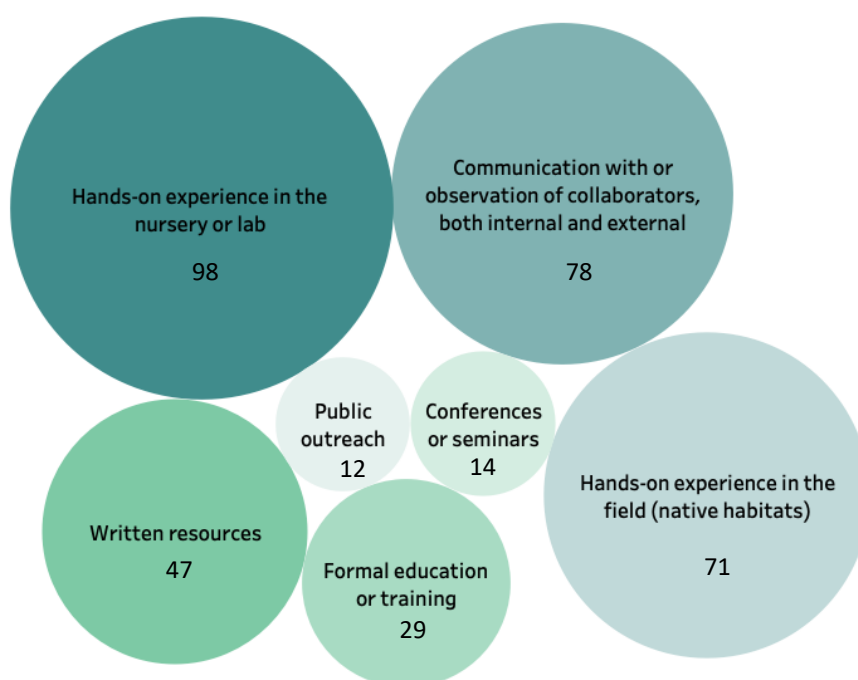 Hands-on experience in the
nursery or lab
98
Communication with or
observation of collaborators,
both internal and external
78
Public
outreach
12
Conferences
or seminars
14
Hands-on experience in the
field (native habitats)
71
Written resources
47
Formal education
or training
29